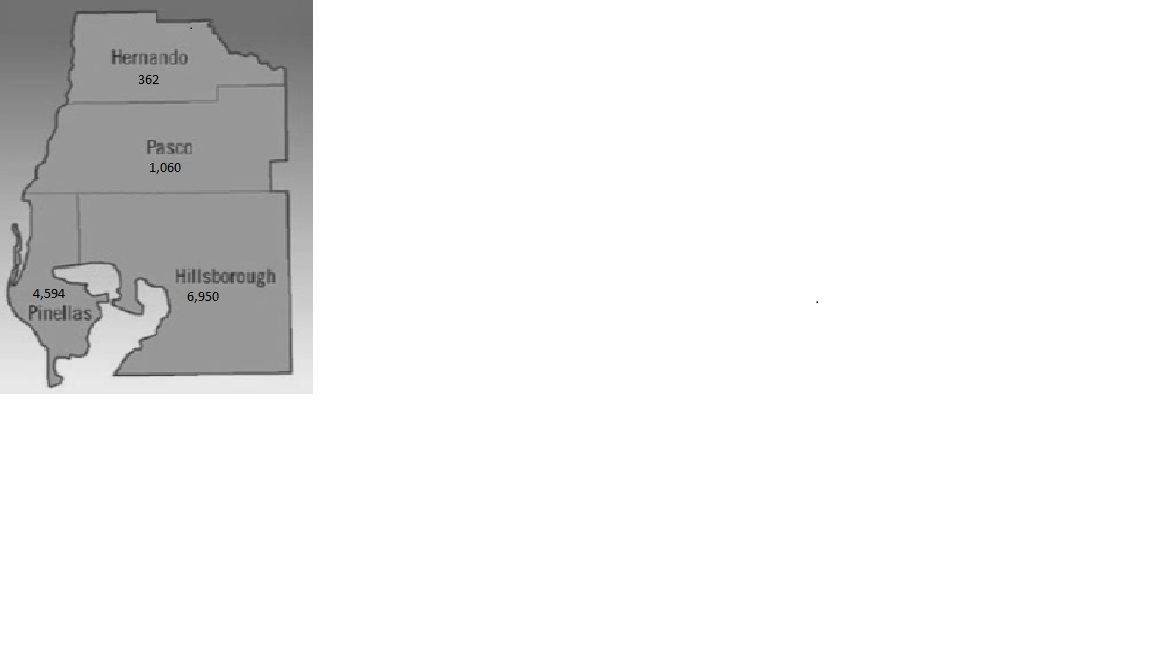 Hernando
362
Pasco
1,060
Hillsborough
6,950
4,594
Pinellas